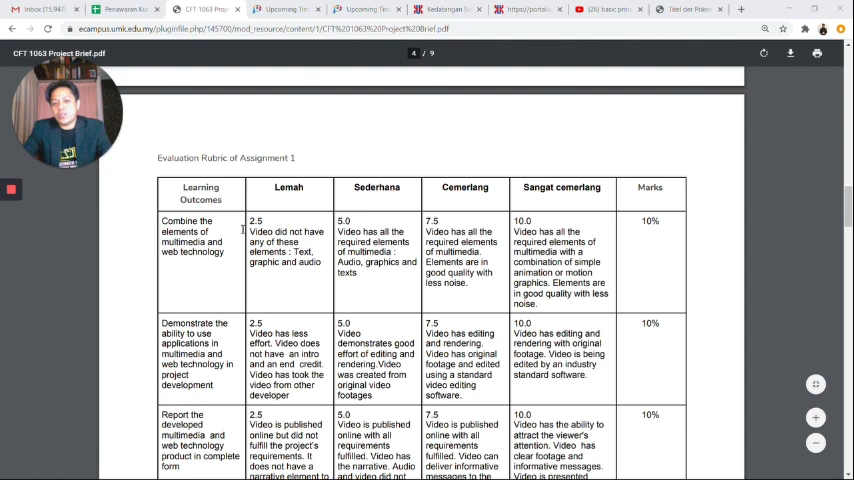 Inbox (15,947)
Penawaran Kur
CFT 1063 Proj
Upcoming Tim
Upcoming Tim
Kedatangan Se
https://portal
(26) basic prin
Titel der Präse
ecampus.umk.edu.my/pluginfile.php/145700/mod_resource/content/1/CFT%201063%20Project%20Brief.pdf
CFT 1063 Project Brief.pdf
4 / 9
Evaluation Rubric of Assignment 1
Learning
Outcomes
Lemah
Sederhana
Cemerlang
Sangat cemerlang
Marks
Combine the
elements of
multimedia and
web technology
2.5
Video did not have
any of these
elements : Text,
graphic and audio
5.0
Video has all the
required elements
of multimedia :
Audio, graphics and
texts
7.5
Video has all the
required elements of
multimedia.
Elements are in
good quality with
less noise.
10.0
Video has all the
required elements of
multimedia with a
combination of simple
animation or motion
graphics. Elements are
in good quality with less
noise.
10%
Demonstrate the
ability to use
applications in
multimedia and
web technology in
project
development
2.5
Video has less
effort. Video does
not have an intro
and an end credit.
Video has took the
video from other
developer
5.0
Video
demonstrates good
effort of editing and
rendering.Video
was created from
original video
footages
7.5
Video has editing
and rendering.
Video has original
footage and edited
using a standard
video editing
software.
10.0
Video has editing and
rendering with original
footage. Video is being
edited by an industry
standard software.
10%
Report the
developed
multimedia and
web technology
product in complete
form
2.5
Video is published
online but did not
fulfill the project's
requirements. It
does not have a
narrative element to
5.0
Video is published
online with all
requirements
fulfilled. Video has
the narrative. Audio
and video did not
7.5
Video is published
online with all
requirements
fulfilled. Video can
deliver informative
messages to the
10.0
Video has the ability to
attract the viewer's
attention. Video has
clear footage and
informative messages.
Video is presented
10%